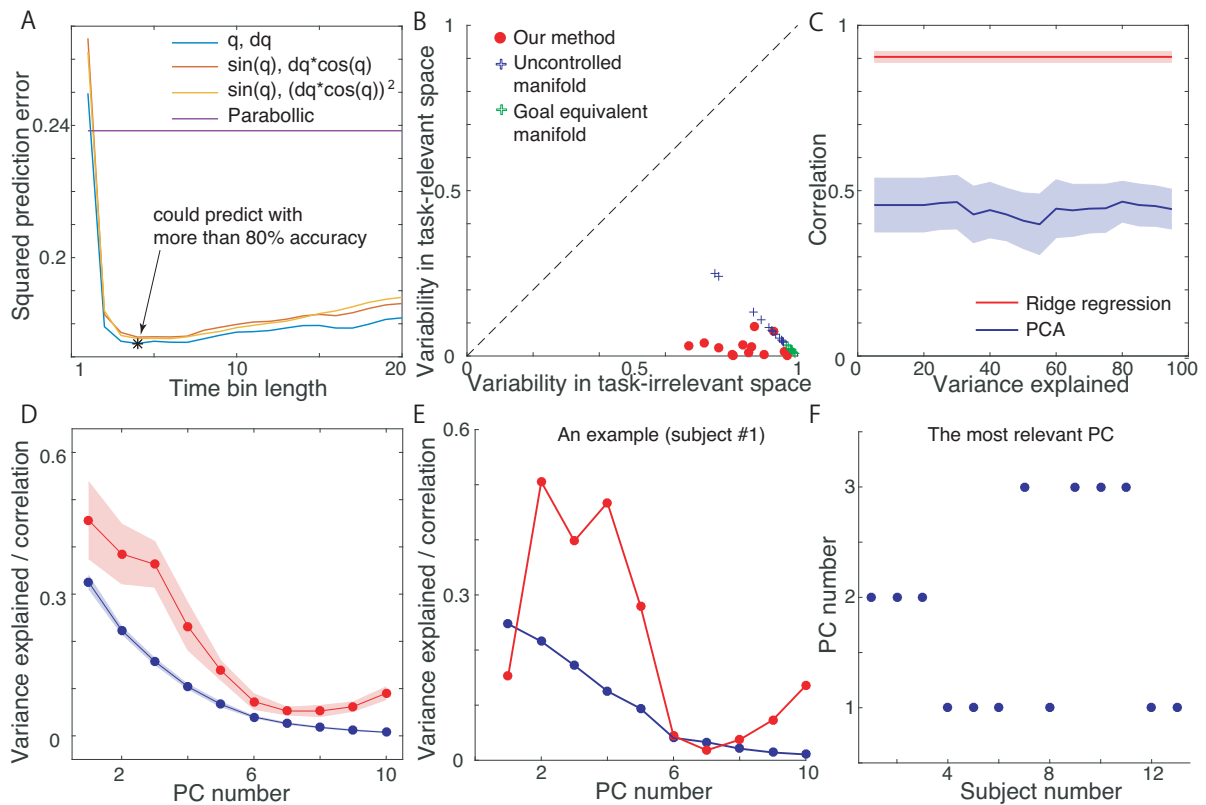 A
q, dq
sin(q), dq*cos(q)
sin(q), (dq*cos(q))²
Parabollic
0.24
0.2
could predict with
more than 80% accuracy
1
10
20
Squared prediction error
Time bin length
B
1
Our method
Uncontrolled
manifold
Goal equivalent
manifold
0.5
0
0
0.5
1
Variability in task-relevant space
Variability in task-irrelevant space
C
1
0.5
0
Ridge regression
PCA
0
20
40
60
80
100
Correlation
Variance explained
D
0.6
0.3
0
2
6
10
Variance explained / correlation
PC number
E
An example (subject #1)
0.6
0.3
0
2
6
10
Variance explained / correlation
PC number
F
The most relevant PC
3
2
1
4
8
12
PC number
Subject number